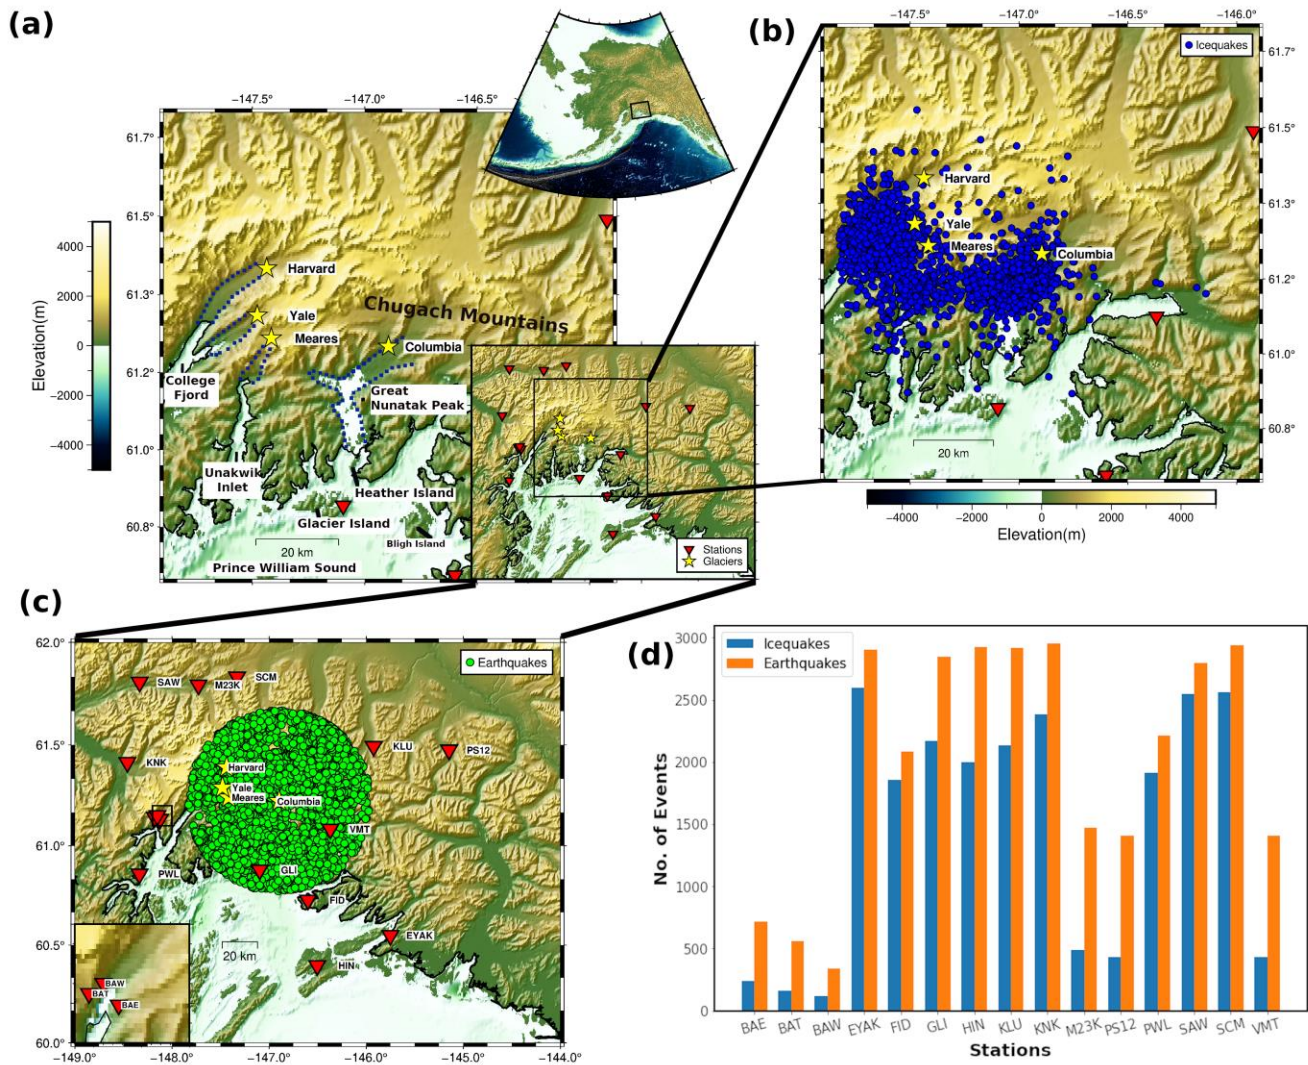 (a)
−147.5°
−147.0°
−146.5°
61.7°
61.5°
61.3°
61.2°
61.0°
60.8°
4000
2000
0
−2000
−4000
Elevation(m)
Harvard
Yale
Meares
Columbia
Chugach Mountains
College
Fjord
Great
Nunatak Peak
Unakwik
Inlet
Heather Island
Glacier Island
Bligh Island
20 km
Prince William Sound
Stations
Glaciers
(b)
−147.5°
−147.0°
−146.5°
−146.0°
Icequakes
61.7°
61.5°
61.3°
61.2°
61.0°
60.8°
Harvard
Yale
Meares
Columbia
20 km
−4000
−2000
0
2000
4000
Elevation(m)
(c)
62.0°
61.5°
61.0°
60.5°
60.0°
−149.0°
−148.0°
−147.0°
−146.0°
−145.0°
−144.0°
Earthquakes
SAW
M23K
SCM
KNK
KLU
PS12
Harvard
Yale
Meares
Columbia
VMT
PWL
GLI
FID
EYAK
HIN
20 km
BAW
BAT
BAE
(d)
Icequakes
Earthquakes
No. of Events
3000
2500
2000
1500
1000
500
0
BAE
BAT
BAW
EYAK
FID
GLI
HIN
KLU
KNK
M23K
PS12
PWL
SAW
SCM
VMT
Stations